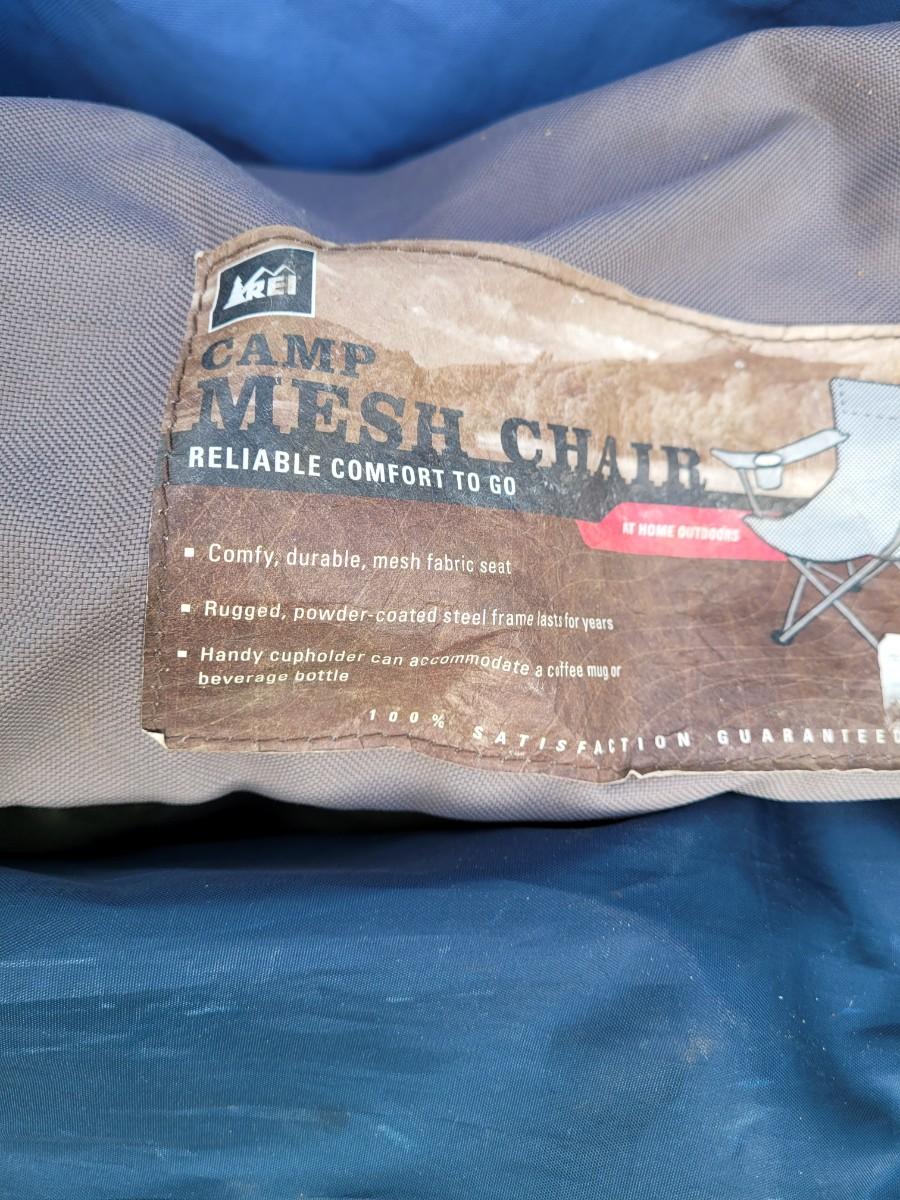 REI
CAMP
MESH CHAIR
RELIABLE COMFORT TO GO
AT HOME OUTDOORS
▪ Comfy, durable, mesh fabric seat
▪ Rugged, powder-coated steel frame lasts for years
▪ Handy cupholder can accommodate a coffee mug or
beverage bottle
100% SATISFACTION GUARANTEED